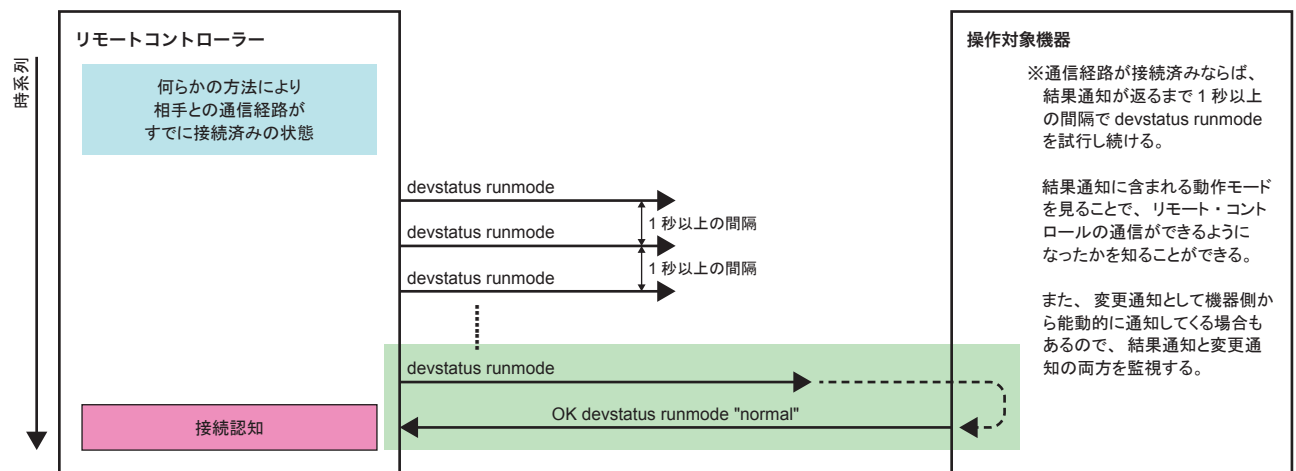 時系列
リモートコントローラー
何らかの方法により
相手との通信経路が
すでに接続済みの状態
devstatus runmode
1 秒以上の間隔
devstatus runmode
1 秒以上の間隔
devstatus runmode
devstatus runmode
OK devstatus runmode "normal"
接続認知
操作対象機器
※通信経路が接続済みならば、
結果通知が返るまで 1 秒以上
の間隔で devstatus runmode
を試行し続ける。
結果通知に含まれる動作モード
を見ることで、リモート・コント
ロールの通信ができるように
なったかを知ることができる。
また、変更通知として機器側か
ら能動的に通知してくる場合も
あるので、結果通知と変更通
知の両方を監視する。